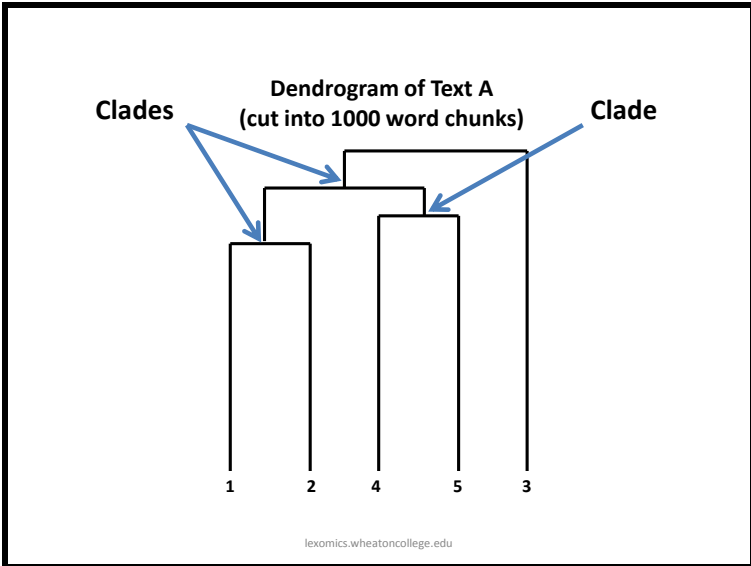 Dendrogram of Text A
(cut into 1000 word chunks)
Clades
Clade
1 2 4 5 3
lexomics.wheatoncollege.edu